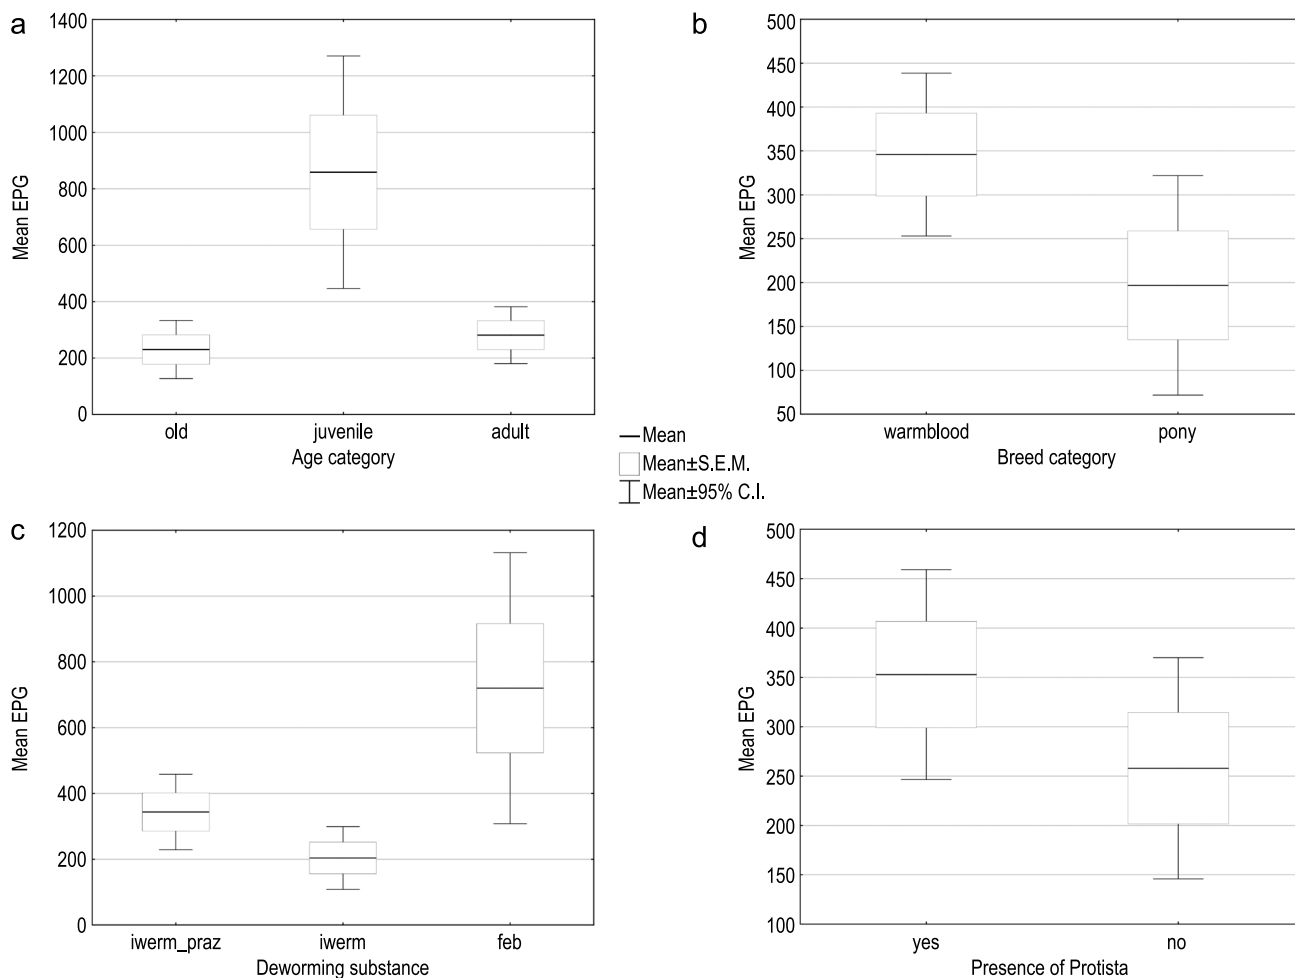 a
1400
1200
1000
800
600
400
200
0
Mean EPG
old juvenile adult
Age category
b
500
450
400
350
300
250
200
150
100
50
Mean EPG
warmblood pony
Breed category
Mean
Mean±S.E.M.
Mean±95% C.I.
c
1200
1000
800
600
400
200
0
Mean EPG
iwerm_praz iwerm feb
Deworming substance
d
500
450
400
350
300
250
200
150
100
Mean EPG
yes no
Presence of Protista